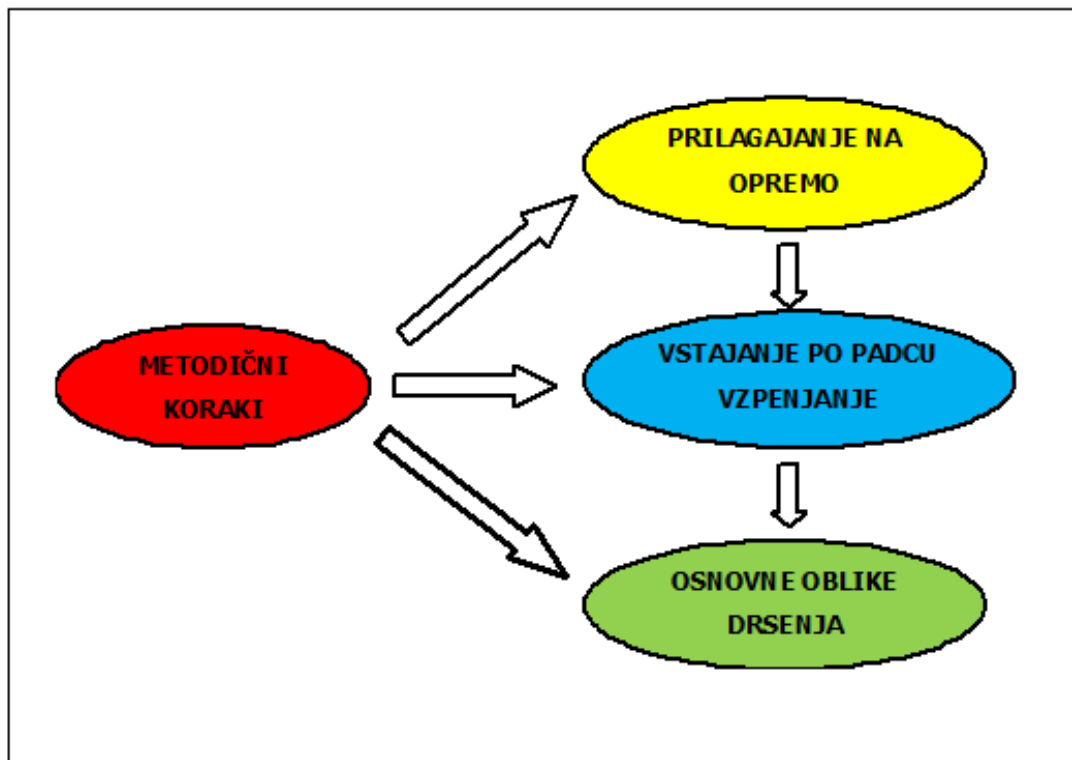 PRILAGAJANJE NA
OPREMO
METODIČNI
KORAKI
VSTAJANJE PO PADCU
VZPENJANJE
OSNOVNE OBLIKE
DRSENJA